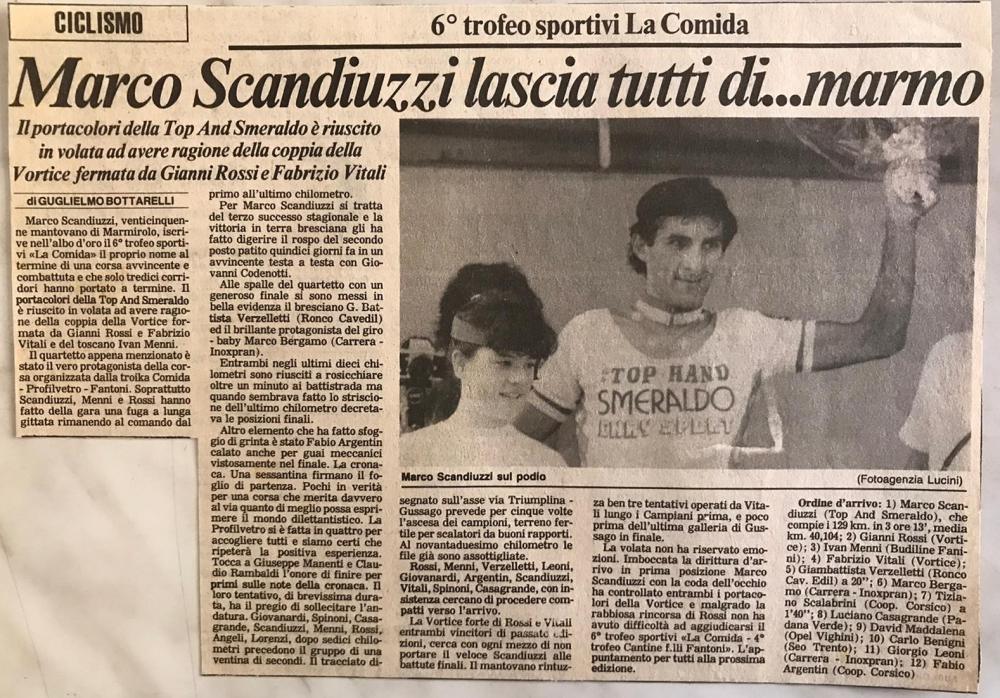 CICLISMO
6° trofeo sportivi La Comida
Marco Scandiuzzi lascia tutti di...marmo
Il portacolori della Top And Smeraldo è riuscito
in volata ad avere ragione della coppia della
Vortice fermata da Gianni Rossi e Fabrizio Vitali
di GUGLIELMO BOTTARELLI
Marco Scandiuzzi, venticinquen-
ne mantovano di Marmirolo, iscri-
ve nell'albo d'oro il 6° trofeo sporti-
vi «La Comida» il proprio nome al
termine di una corsa avvincente e
combattuta e che solo tredici corri-
dori hanno portato a termine. Il
portacolori della Top And Smeraldo
è riuscito in volata ad avere ragio-
ne della coppia della Vortice for-
mata da Gianni Rossi e Fabrizio
Vitali e del toscano Ivan Menni.
Il quartetto appena menzionato è
stato il vero protagonista della cor-
sa organizzata dalla troika Comida
- Profilvetro - Fantoni. Soprattutto
Scandiuzzi, Menni e Rossi hanno
fatto della gara una fuga a lunga
gittata rimanendo al comando dal
primo all'ultimo chilometro.
Per Marco Scandiuzzi si tratta
del terzo successo stagionale e la
vittoria in terra bresciana gli ha
fatto digerire il rospo del secondo
posto patito quindici giorni fa in un
avvincente testa a testa con Gio-
vanni Codenotti.
Alle spalle del quartetto con un
generoso finale si sono messi in
bella evidenza il bresciano G. Bat-
tista Verzelletti (Ronco Cavedil)
ed il brillante protagonista del giro
- baby Marco Bergamo (Carrera -
Inoxpran).
Entrambi negli ultimi dieci chi-
lometri sono riusciti a rosicchiare
oltre un minuto ai battistrada ma
quando sembrava fatto lo striscio-
ne dell'ultimo chilometro decreta-
va le posizioni finali.
Altro elemento che ha fatto sfog-
gio di grinta è stato Fabio Argentin
calato anche per guai meccanici
vistosamente nel finale. La crona-
ca. Una sessantina firmano il fo-
glio di partenza. Pochi in verità
per una corsa che merita davvero
al via quanto di meglio possa espri-
mere il mondo dilettantistico. La
Profilvetro si è fatta in quattro per
accogliere tutti e siamo certi che
ripeterà la positiva esperienza.
Tocca a Giuseppe Manenti e Clau-
dio Rambaldi l'onore di finire per
primi sulle note della cronaca. Il
loro tentativo, di brevissima dura-
ta, ha il pregio di sollecitare l'an-
datura. Giovanardi, Spinoni, Casa-
grande, Scandiuzzi, Menni, Rossi,
Angeli, Lorenzi, dopo sedici chilo-
metri precedono il gruppo di una
ventina di secondi. Il tracciato di-
TOP HAND
SMERALDO
Marco Scandiuzzi sul podio
(Fotoagenzia Lucini)
segnato sull'asse via Triumplina -
Gussago prevede per cinque volte
l'ascesa dei campioni, terreno fer-
tile per scalatori da buoni rapporti.
Al novantaduesimo chilometro le
file già sono assottigliate.
Rossi, Menni, Verzelletti, Leoni,
Giovanardi, Argentin, Scandiuzzi,
Vitali, Spinoni, Casagrande, con in-
sistenza cercano di procedere com-
patti verso l'arrivo.
La Vortice forte di Rossi e Vitali
entrambi vincitori di passate edi-
zioni, cerca con ogni mezzo di non
portare il veloce Scandiuzzi alle
battute finali. Il mantovano rintuz-
za ben tre tentativi operati da Vita-
li lungo i Campiani prima, e poco
prima dell'ultima galleria di Gus-
sago in finale.
La volata non ha riservato emo-
zioni. Imboccata la dirittura d'ar-
rivo in prima posizione Marco
Scandiuzzi con la coda dell'occhio
ha controllato entrambi i portaco-
lori della Vortice e malgrado la
rabbiosa rincorsa di Rossi non ha
avuto difficoltà ad aggiudicarsi il
6° trofeo sportivi «La Comida - 4°
trofeo Cantine f.lli Fantoni». L'ap-
puntamento per tutti alla prossima
edizione.
Ordine d'arrivo: 1) Marco Scan-
diuzzi (Top And Smeraldo), che
compie i 129 km. in 3 ore 13', media
km. 40,104; 2) Gianni Rossi (Vorti-
ce); 3) Ivan Menni (Budiline Fani-
ni); 4) Fabrizio Vitali (Vortice);
5) Giambattista Verzelletti (Ronco
Cav. Edil) a 20"; 6) Marco Berga-
mo (Carrera - Inoxpran); 7) Tizia-
no Scalabrini (Coop. Corsico) a
1'40"; 8) Luciano Casagrande (Pa-
dana Verde); 9) David Maddalena
(Opel Vighini); 10) Carlo Benigni
(Seo Trento); 11) Giorgio Leoni
(Carrera - Inoxpran); 12) Fabio
Argentin (Coop. Corsico)